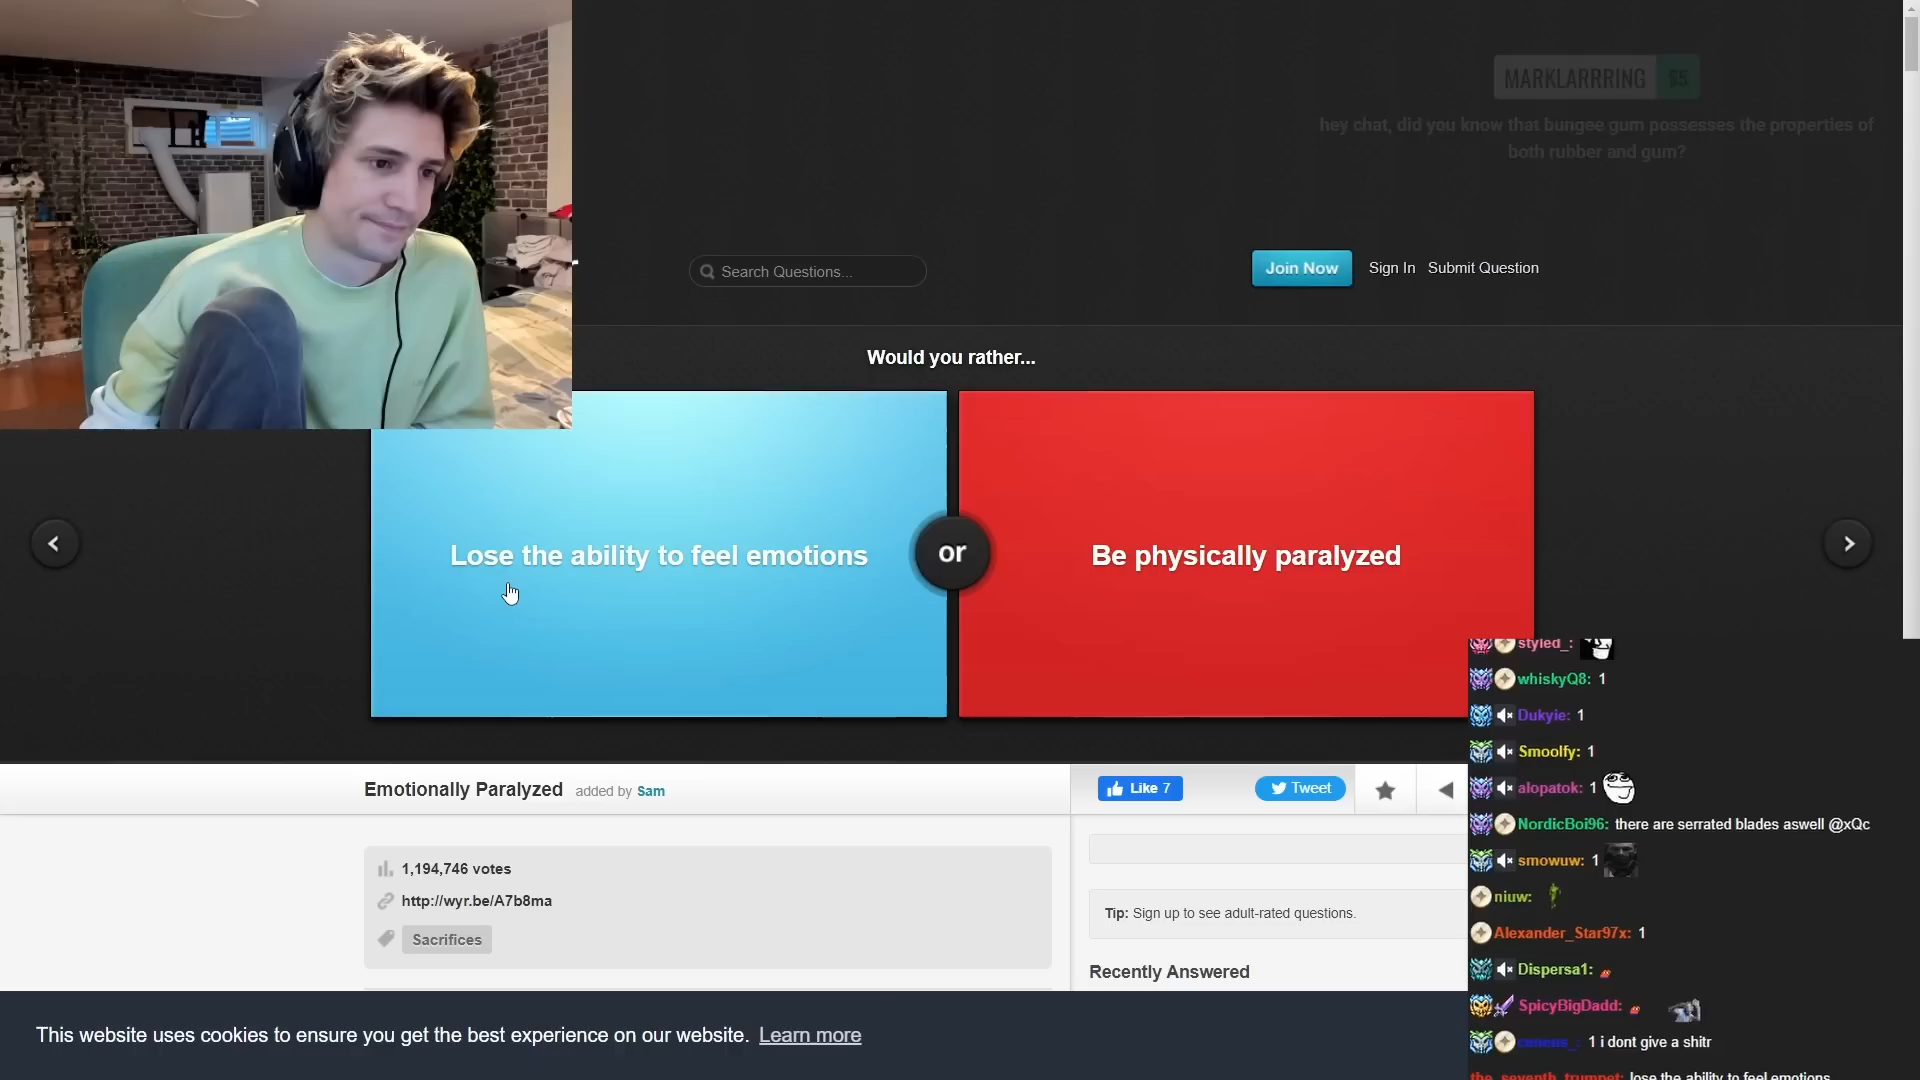 MARKLARRRING $5
hey chat, did you know that bungee gum possesses the properties of
both rubber and gum?
Search Questions...
Join Now
Sign In
Submit Question
Would you rather...
Lose the ability to feel emotions
or
Be physically paralyzed
Emotionally Paralyzed added by Sam
Like 7
Tweet
1,194,746 votes
http://wyr.be/A7b8ma
Sacrifices
Tip: Sign up to see adult-rated questions.
Recently Answered
This website uses cookies to ensure you get the best experience on our website. Learn more
styled_:
whiskyQ8: 1
Dukyie: 1
Smoolfy: 1
alopatok: 1
NordicBoi96: there are serrated blades aswell @xQc
smowuw: 1
niuw:
Alexander_Star97x: 1
Dispersa1:
SpicyBigDadd:
1 i dont give a shitr
the_seventh_trumpet: lose the ability to feel emotions